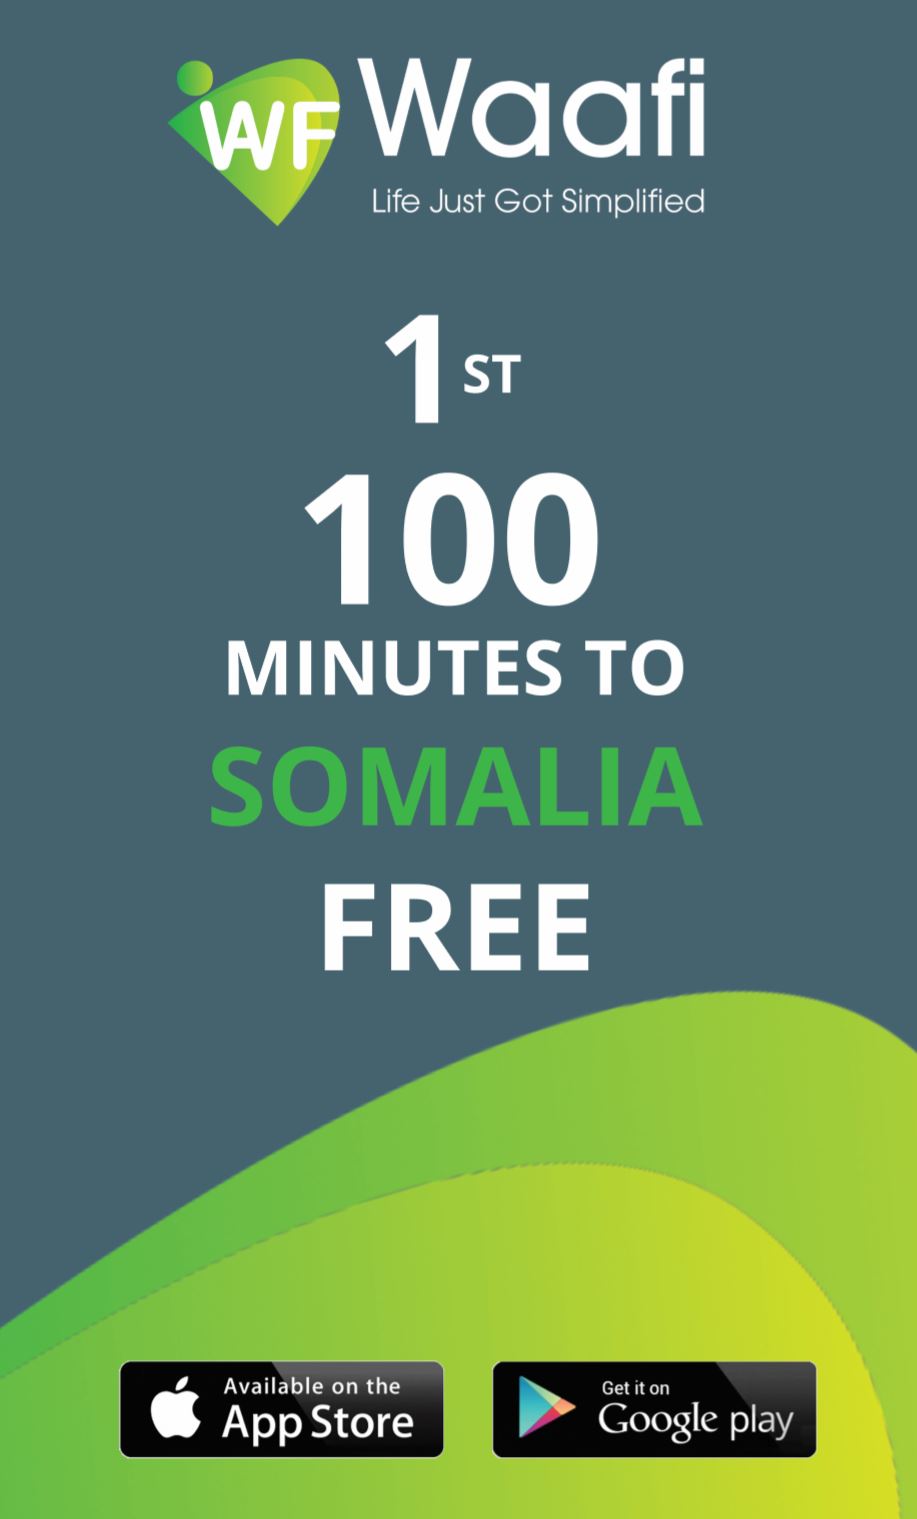 WF Waafi
Life Just Got Simplified
1ST
100
MINUTES TO
SOMALIA
FREE
Available on the
App Store
Get it on
Google play